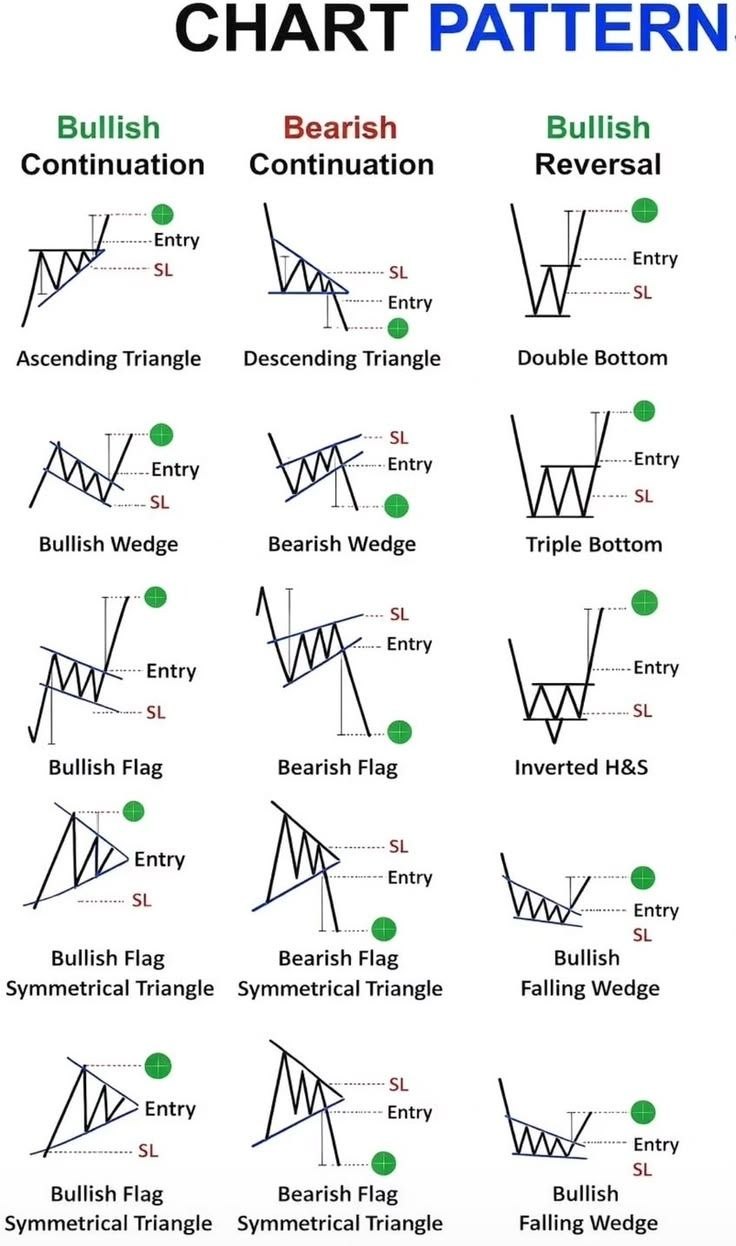 CHART PATTERNS
Bullish
Continuation
Bearish
Continuation
Bullish
Reversal
Entry
SL
Ascending Triangle
SL
Entry
Descending Triangle
Entry
SL
Double Bottom
Entry
SL
Bullish Wedge
SL
Entry
Bearish Wedge
Entry
SL
Triple Bottom
Entry
SL
Bullish Flag
SL
Entry
Bearish Flag
Entry
SL
Inverted H&S
Entry
SL
Bullish Flag
Symmetrical Triangle
SL
Entry
Bearish Flag
Symmetrical Triangle
Entry
SL
Bullish
Falling Wedge
Entry
SL
Bullish Flag
Symmetrical Triangle
SL
Entry
Bearish Flag
Symmetrical Triangle
Entry
SL
Bullish
Falling Wedge